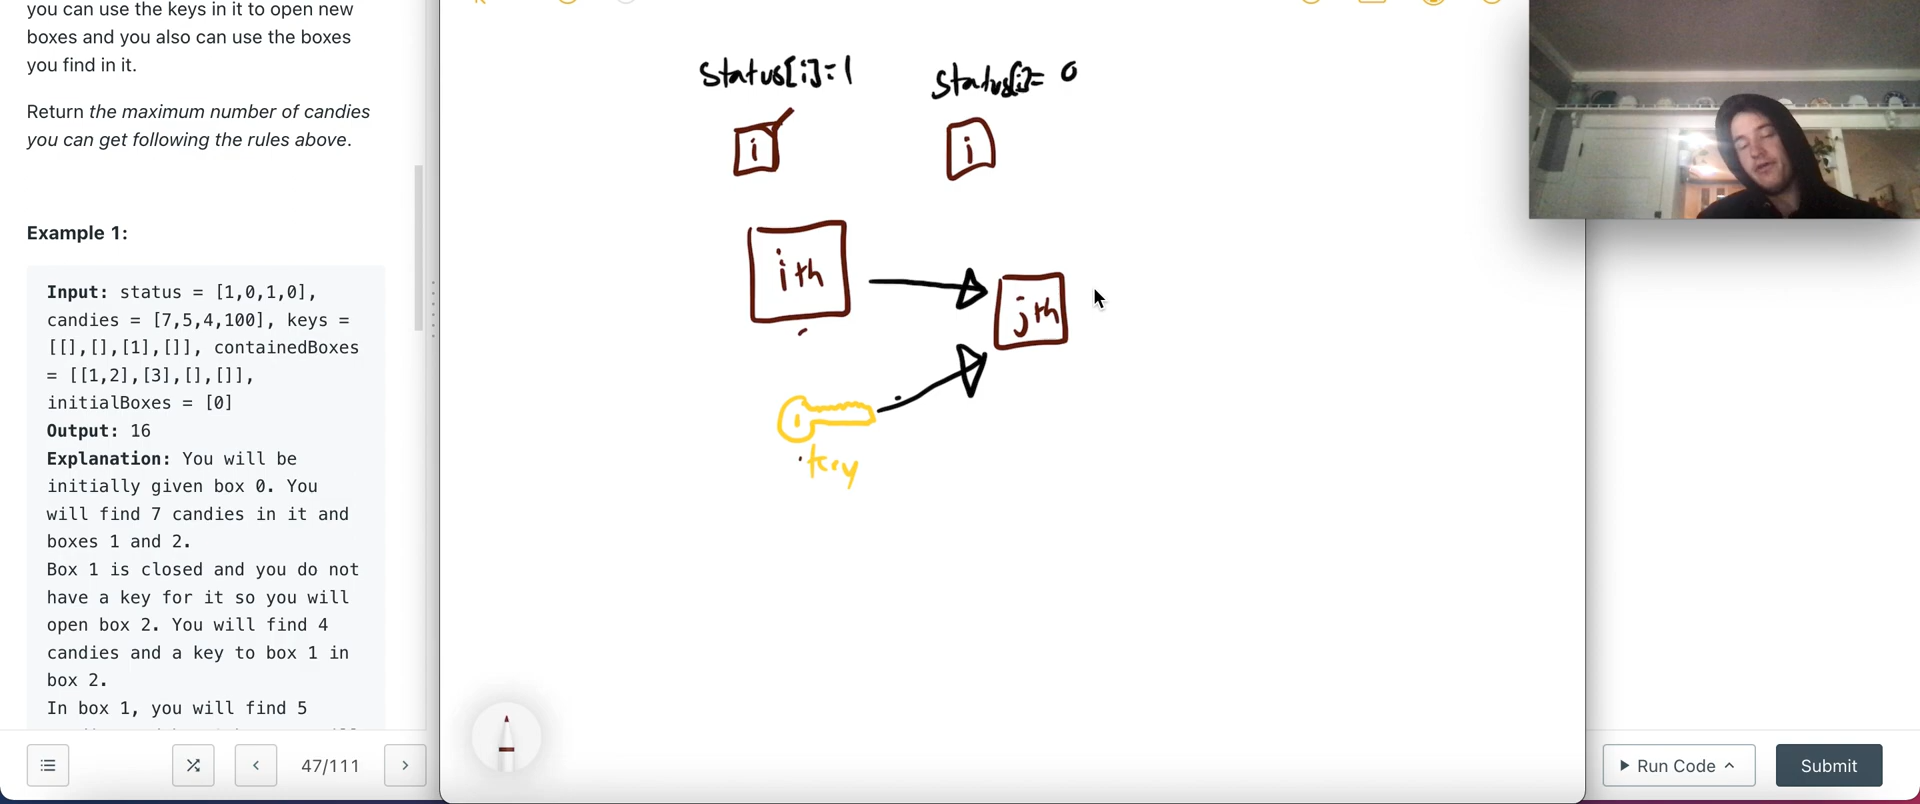 you can use the keys in it to open new
boxes and you also can use the boxes
you find in it.
Return the maximum number of candies
you can get following the rules above.
Example 1:
Input: status = [1,0,1,0],
candies = [7,5,4,100], keys =
[[],[],[1],[]], containedBoxes
= [[1,2],[3],[],[]],
initialBoxes = [0]
Output: 16
Explanation: You will be
initially given box 0. You
will find 7 candies in it and
boxes 1 and 2.
Box 1 is closed and you do not
have a key for it so you will
open box 2. You will find 4
candies and a key to box 1 in
box 2.
In box 1, you will find 5
47/111
status[i]=1
status[i]= 0
i
i
ith
jth
key
Run Code
Submit